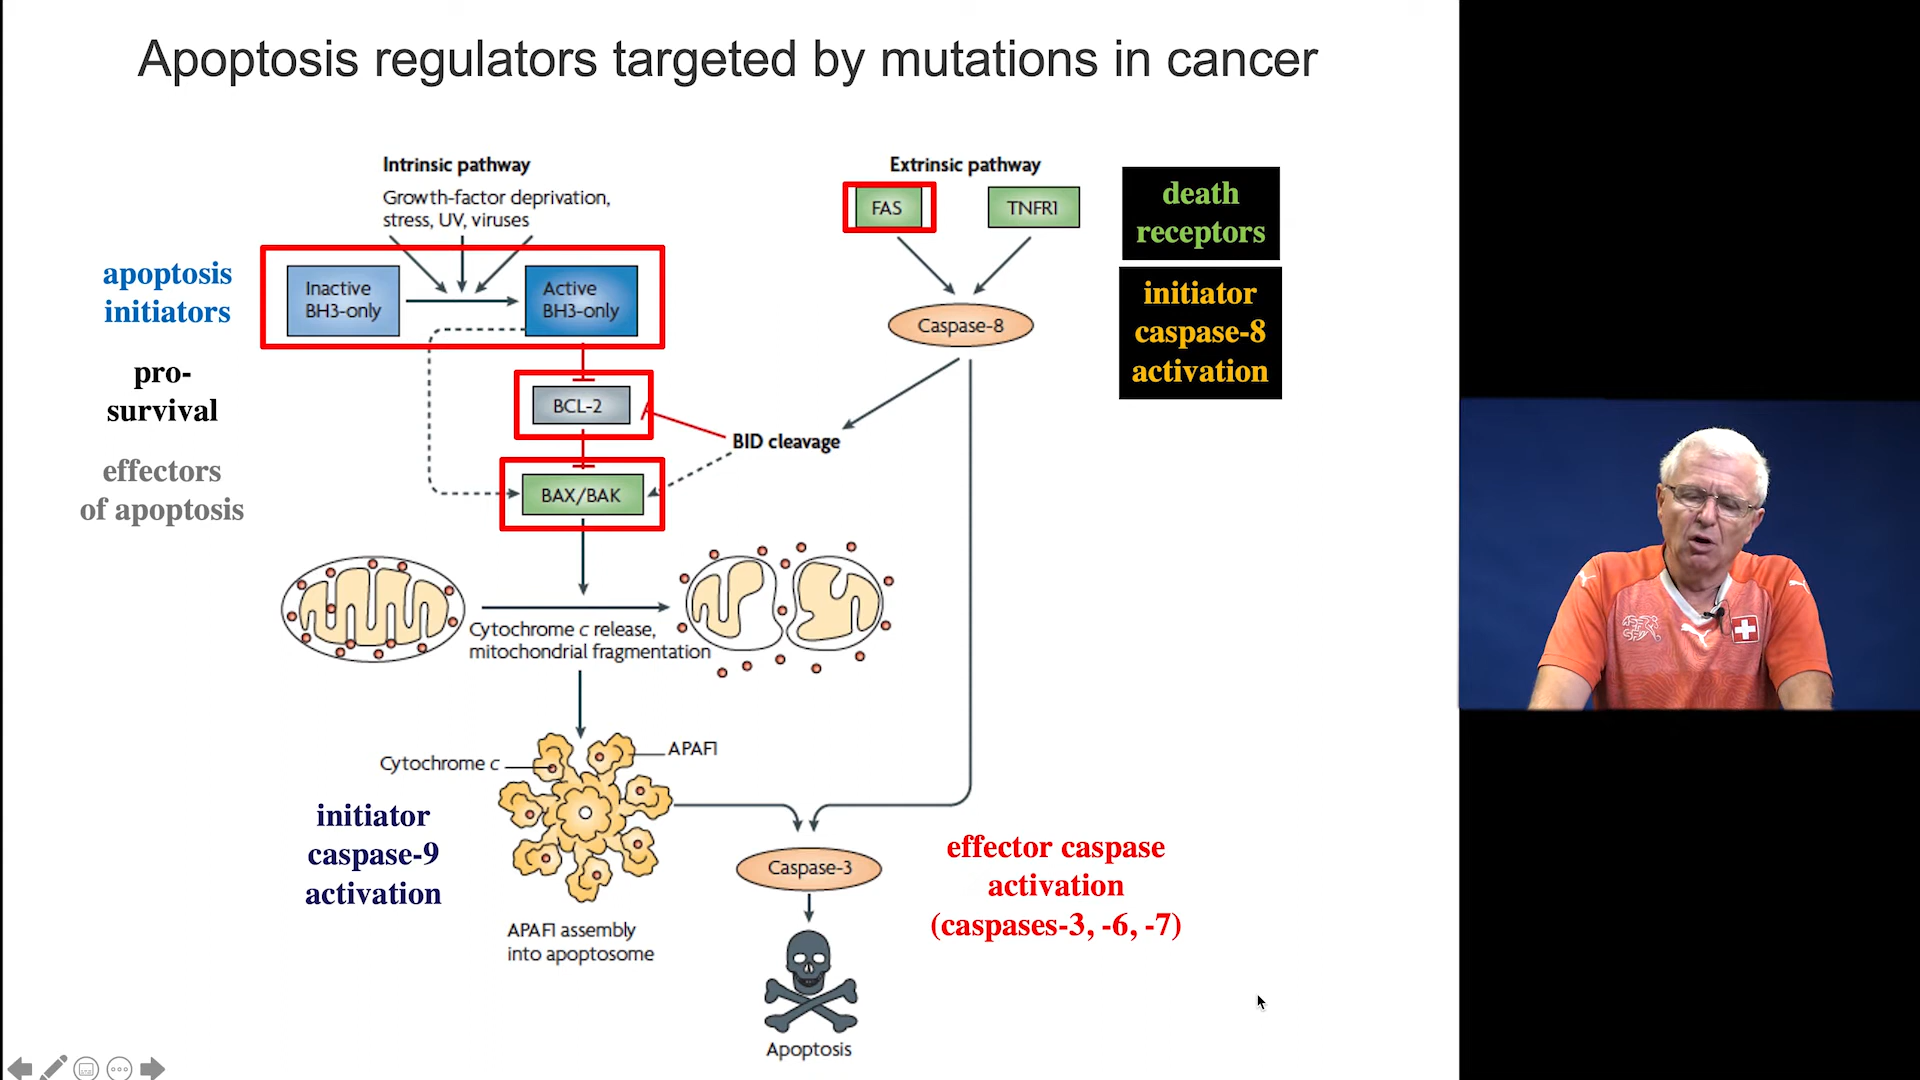 Apoptosis regulators targeted by mutations in cancer
Intrinsic pathway
Growth-factor deprivation,
stress, UV, viruses
Extrinsic pathway
FAS
TNFR1
death
receptors
apoptosis
initiators
Inactive
BH3-only
Active
BH3-only
Caspase-8
initiator
caspase-8
activation
pro-
survival
BCL-2
BID cleavage
effectors
of apoptosis
BAX/BAK
Cytochrome c release,
mitochondrial fragmentation
Cytochrome c
APAF1
initiator
caspase-9
activation
Caspase-3
effector caspase
activation
(caspases-3, -6, -7)
APAF1 assembly
into apoptosome
Apoptosis